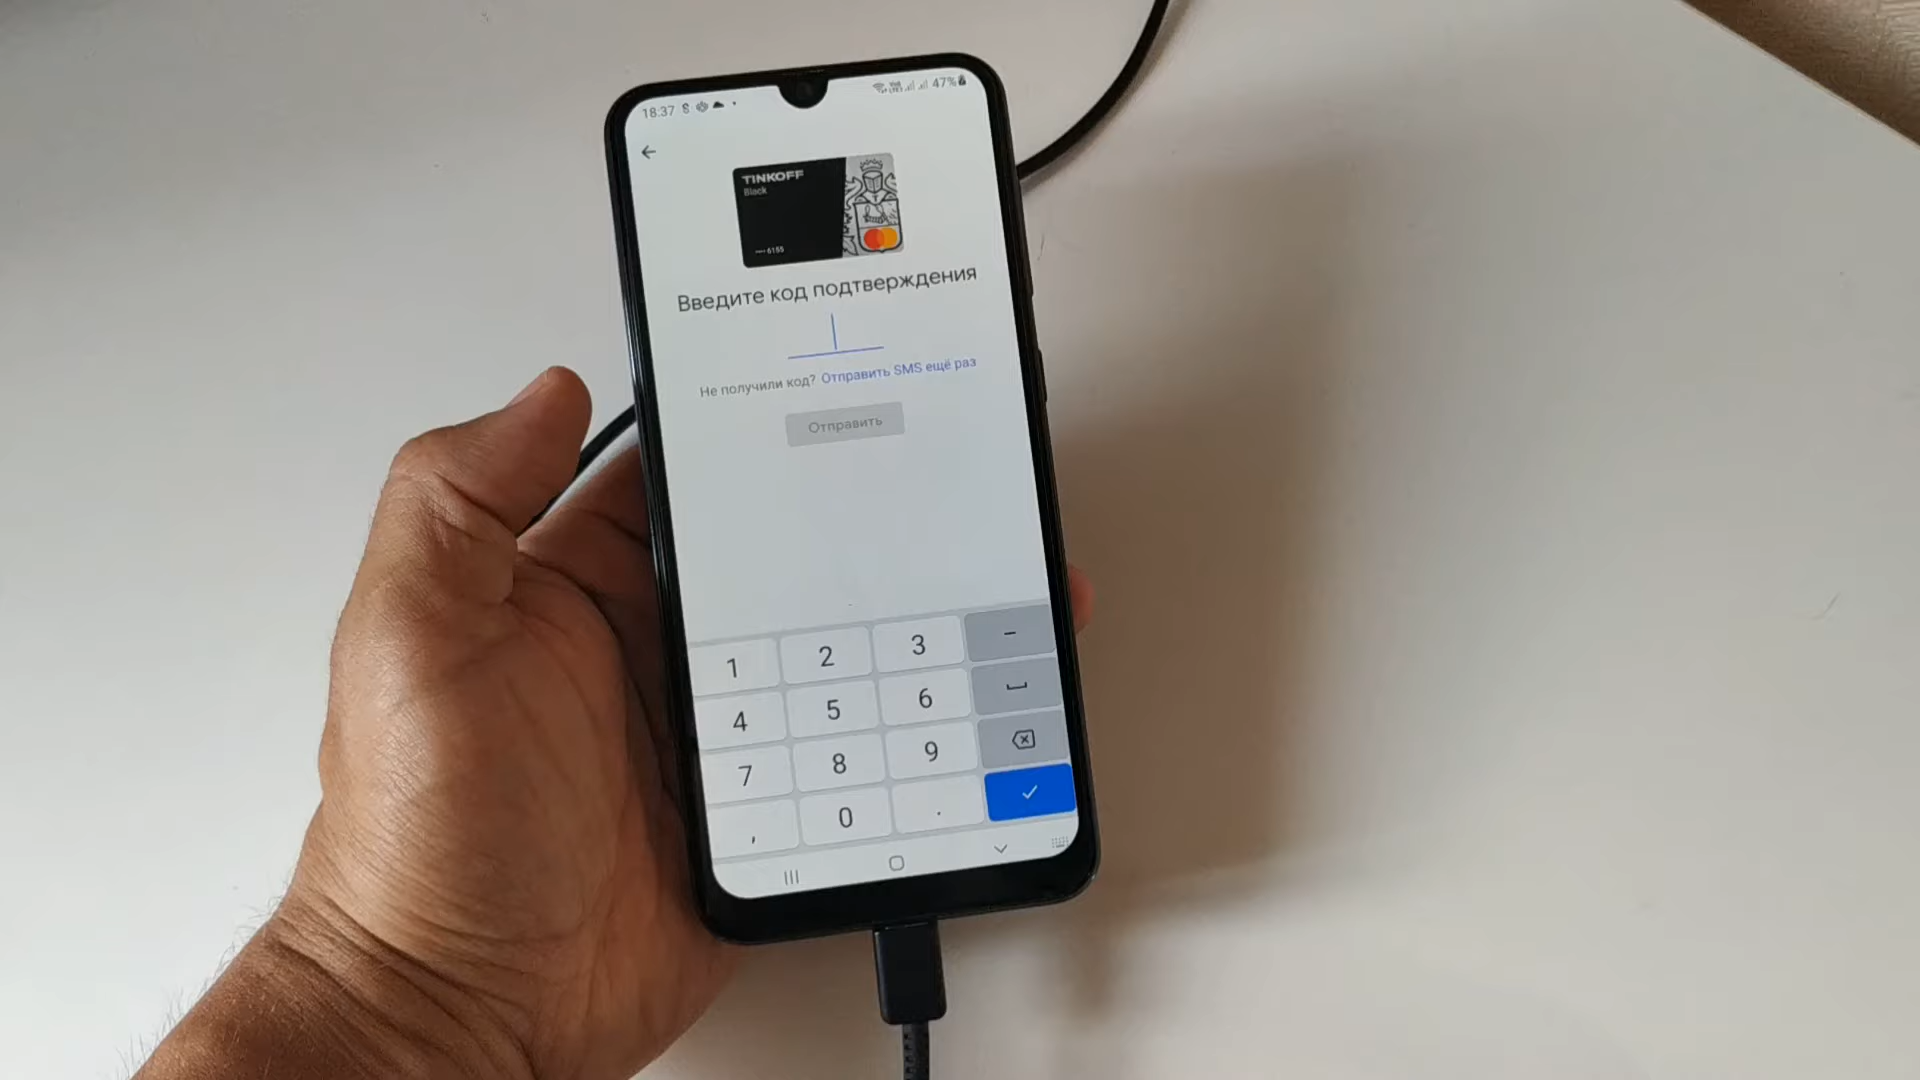 18.37
47%
TINKOFF
Black
6155
Введите код подтверждения
Не получили код? Отправить SMS ещё раз
Отправить
1 2 3 –
4 5 6
7 8 9
, 0 .